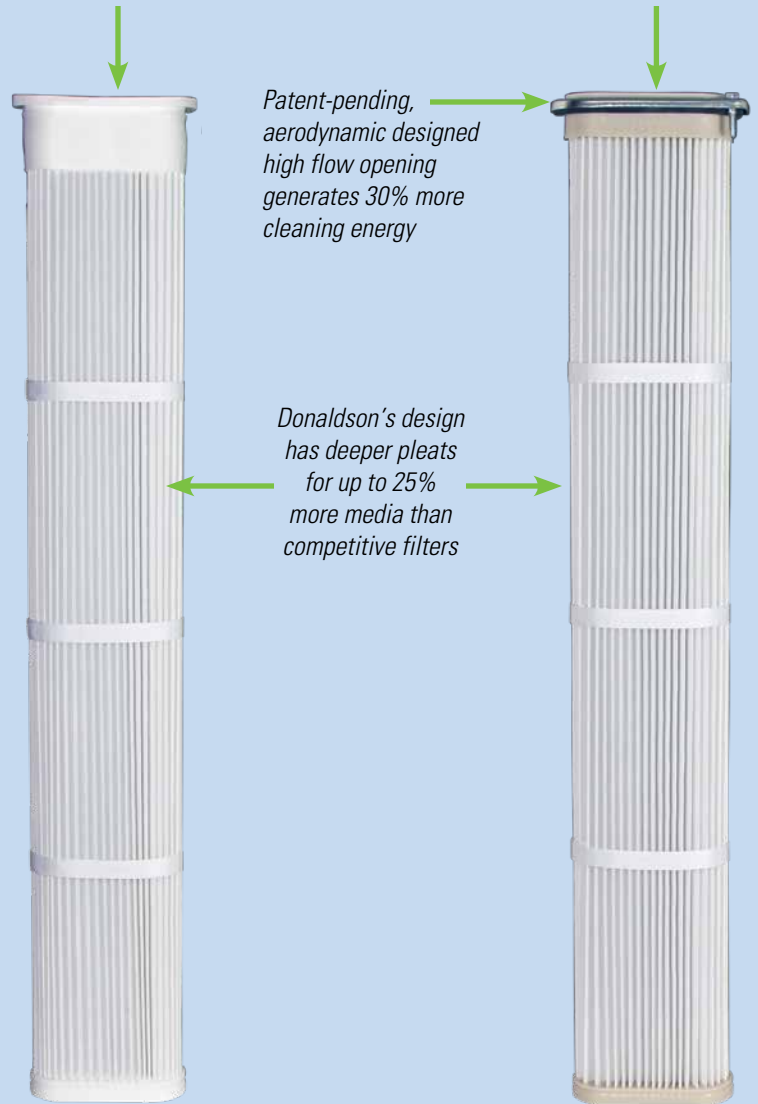 Patent-pending,
aerodynamic designed
high flow opening
generates 30% more
cleaning energy
Donaldson’s design
has deeper pleats
for up to 25%
more media than
competitive filters